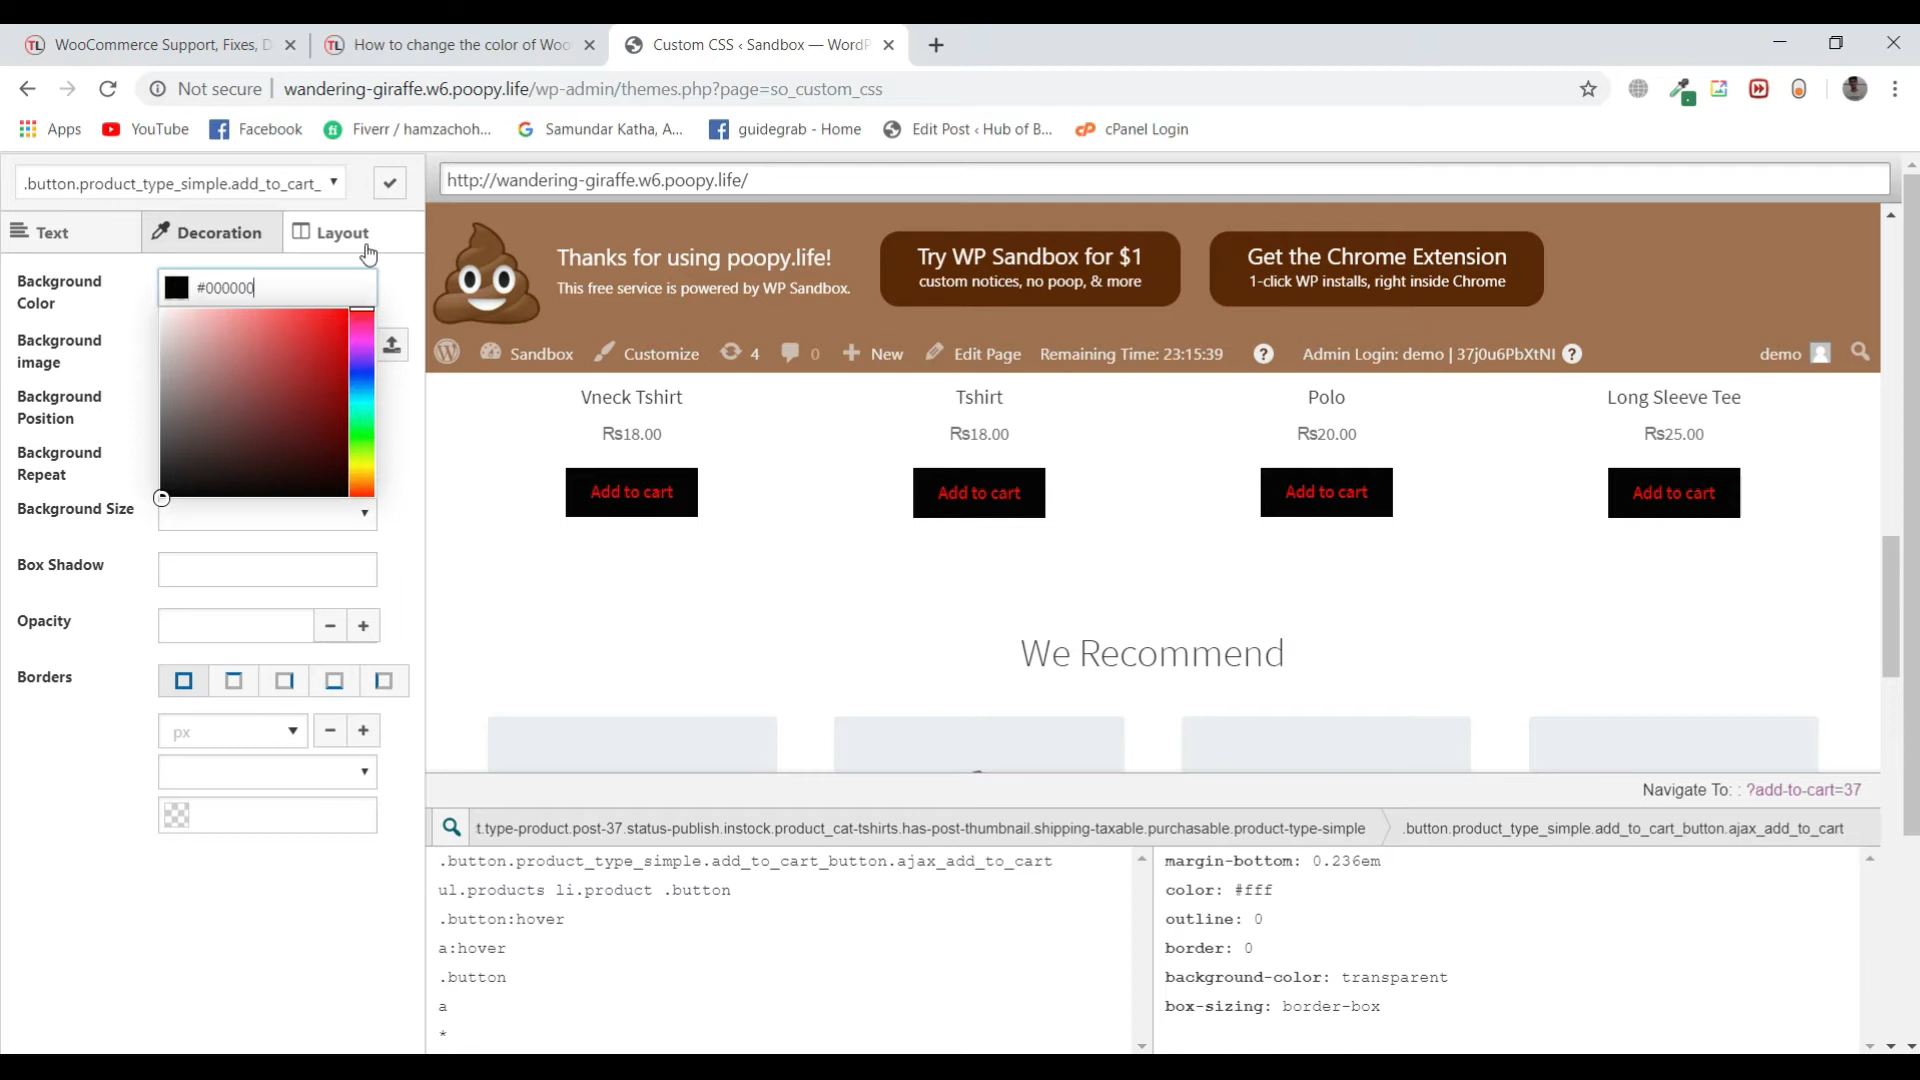 WooCommerce Support, Fixes, D
How to change the color of Woo
Custom CSS ‹ Sandbox — WordP
Not secure
wandering-giraffe.w6.poopy.life/wp-admin/themes.php?page=so_custom_css
Apps
YouTube
Facebook
Fiverr / hamzachoh...
Samundar Katha, A...
guidegrab - Home
Edit Post ‹ Hub of B...
cPanel Login
.button.product_type_simple.add_to_cart_
http://wandering-giraffe.w6.poopy.life/
Text
Decoration
Layout
Background
Color
#000000
Background
image
Background
Position
Background
Repeat
Background Size
Box Shadow
Opacity
Borders
px
Thanks for using poopy.life!
This free service is powered by WP Sandbox.
Try WP Sandbox for $1
custom notices, no poop, & more
Get the Chrome Extension
1-click WP installs, right inside Chrome
Sandbox
Customize
4
0
New
Edit Page
Remaining Time: 23:15:39
Admin Login: demo | 37j0u6PbXtNI
demo
Vneck Tshirt
Tshirt
Polo
Long Sleeve Tee
₨18.00
₨18.00
₨20.00
₨25.00
Add to cart
Add to cart
Add to cart
Add to cart
We Recommend
Navigate To: : ?add-to-cart=37
t.type-product.post-37.status-publish.instock.product_cat-tshirts.has-post-thumbnail.shipping-taxable.purchasable.product-type-simple
.button.product_type_simple.add_to_cart_button.ajax_add_to_cart
.button.product_type_simple.add_to_cart_button.ajax_add_to_cart
ul.products li.product .button
.button:hover
a:hover
.button
a
*
margin-bottom: 0.236em
color: #fff
outline: 0
border: 0
background-color: transparent
box-sizing: border-box